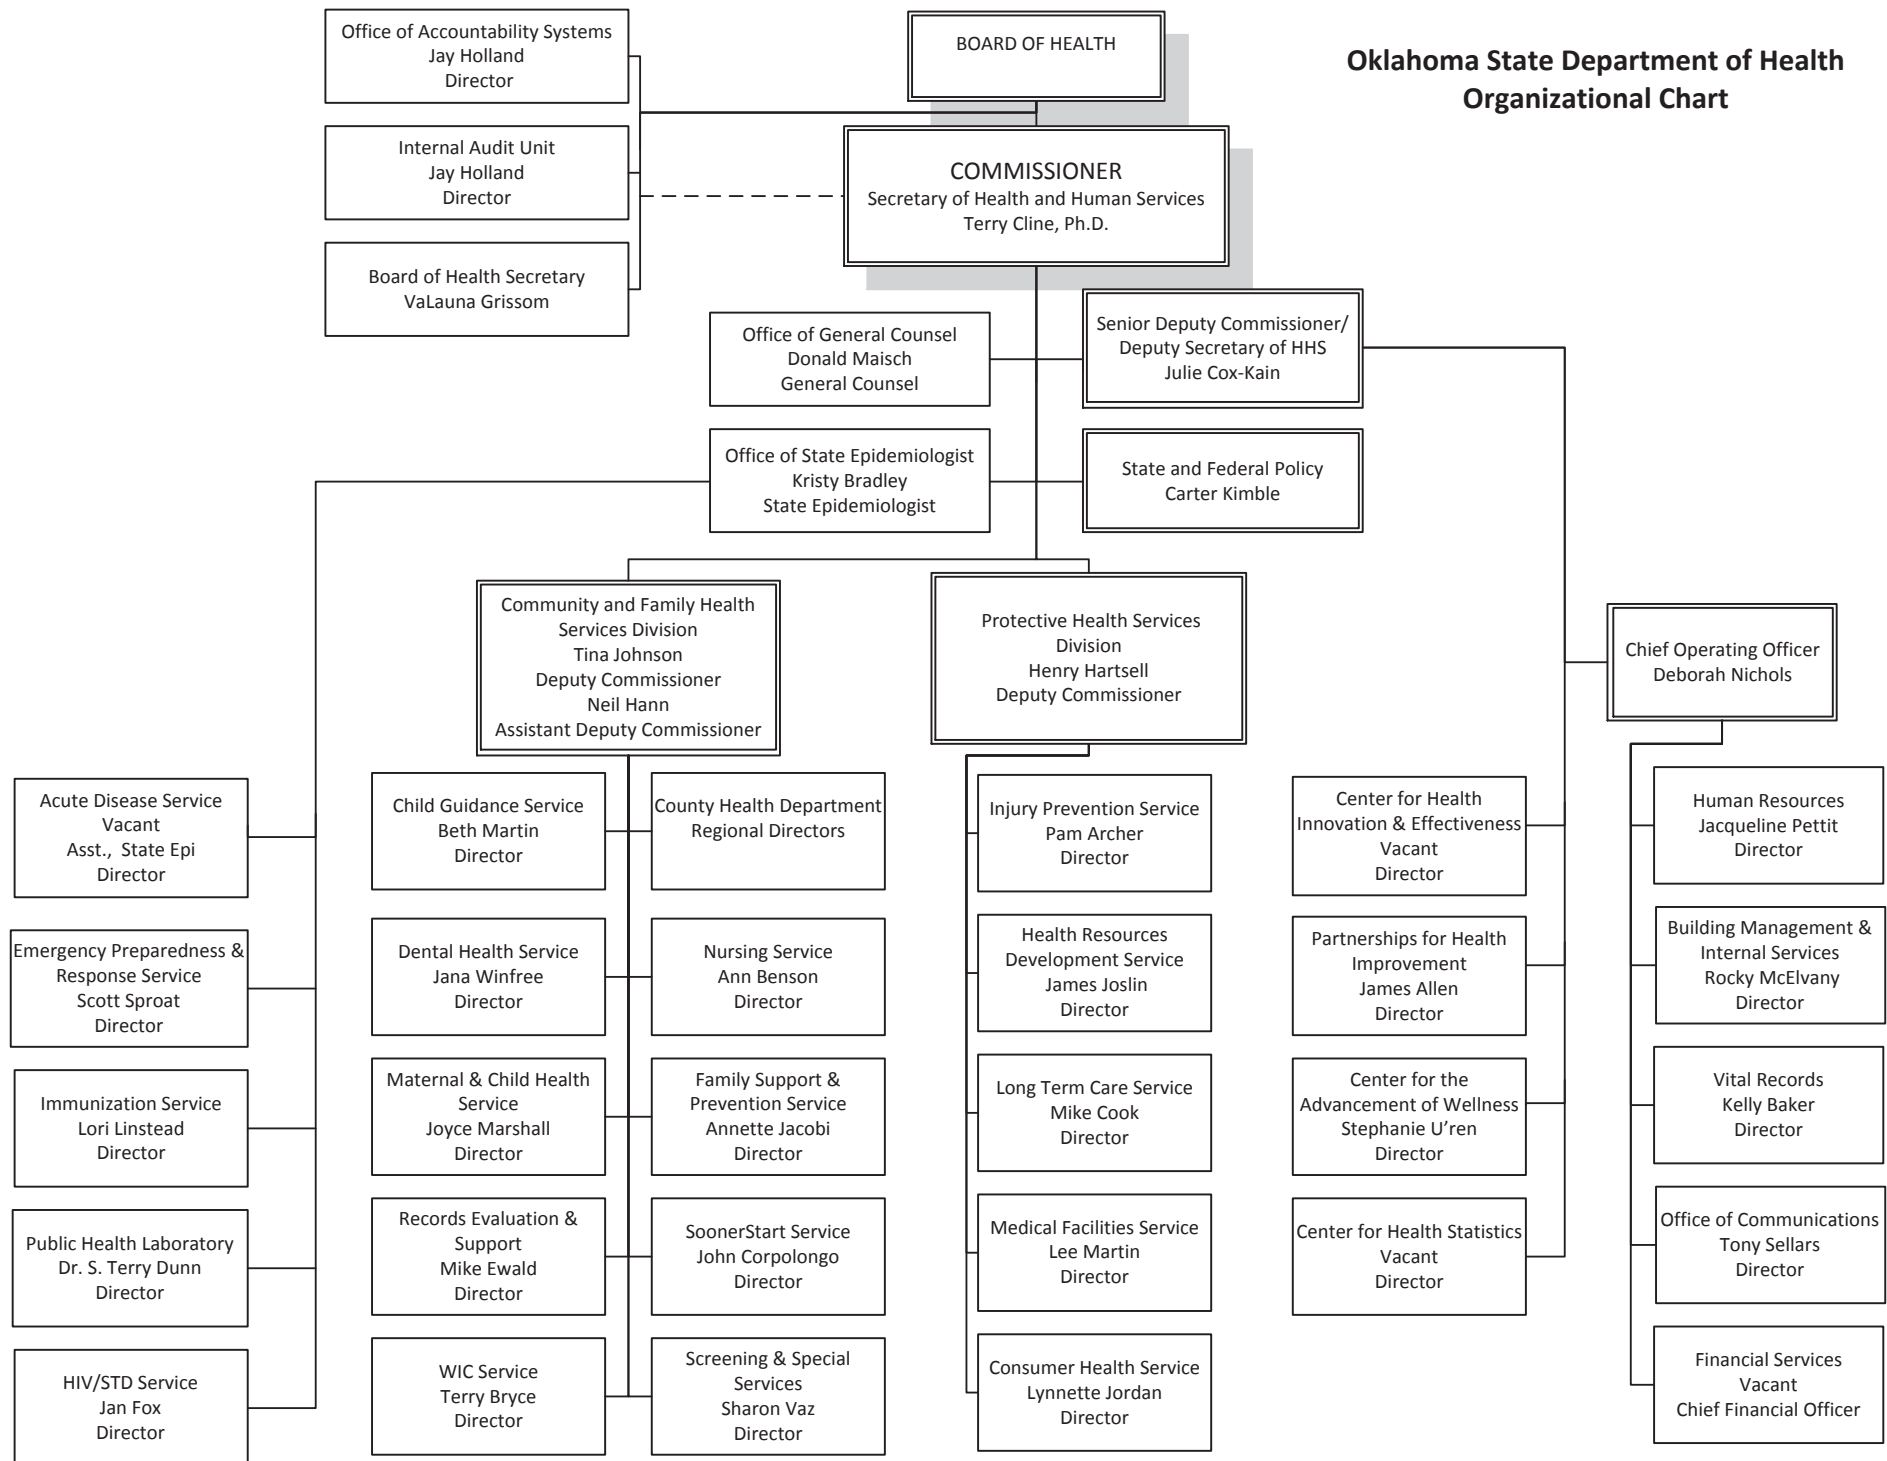 Oklahoma State Department of Health
Organizational Chart
Office of Accountability Systems
Jay Holland
Director
BOARD OF HEALTH
Internal Audit Unit
Jay Holland
Director
COMMISSIONER
Secretary of Health and Human Services
Terry Cline, Ph.D.
Board of Health Secretary
VaLauna Grissom
Office of General Counsel
Donald Maisch
General Counsel
Senior Deputy Commissioner/
Deputy Secretary of HHS
Julie Cox-Kain
Office of State Epidemiologist
Kristy Bradley
State Epidemiologist
State and Federal Policy
Carter Kimble
Community and Family Health
Services Division
Tina Johnson
Deputy Commissioner
Neil Hann
Assistant Deputy Commissioner
Protective Health Services
Division
Henry Hartsell
Deputy Commissioner
Chief Operating Officer
Deborah Nichols
Acute Disease Service
Vacant
Asst., State Epi
Director
Emergency Preparedness &
Response Service
Scott Sproat
Director
Immunization Service
Lori Linstead
Director
Public Health Laboratory
Dr. S. Terry Dunn
Director
HIV/STD Service
Jan Fox
Director
Child Guidance Service
Beth Martin
Director
County Health Department
Regional Directors
Dental Health Service
Jana Winfree
Director
Nursing Service
Ann Benson
Director
Maternal & Child Health
Service
Joyce Marshall
Director
Family Support &
Prevention Service
Annette Jacobi
Director
Records Evaluation &
Support
Mike Ewald
Director
SoonerStart Service
John Corpolongo
Director
WIC Service
Terry Bryce
Director
Screening & Special
Services
Sharon Vaz
Director
Injury Prevention Service
Pam Archer
Director
Health Resources
Development Service
James Joslin
Director
Long Term Care Service
Mike Cook
Director
Medical Facilities Service
Lee Martin
Director
Consumer Health Service
Lynnette Jordan
Director
Center for Health
Innovation & Effectiveness
Vacant
Director
Partnerships for Health
Improvement
James Allen
Director
Center for the
Advancement of Wellness
Stephanie U’ren
Director
Center for Health Statistics
Vacant
Director
Human Resources
Jacqueline Pettit
Director
Building Management &
Internal Services
Rocky McElvany
Director
Vital Records
Kelly Baker
Director
Office of Communications
Tony Sellars
Director
Financial Services
Vacant
Chief Financial Officer